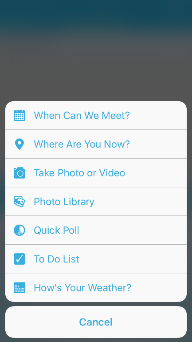 When Can We Meet?
Where Are You Now?
Take Photo or Video
Photo Library
Quick Poll
To Do List
How's Your Weather?
Cancel